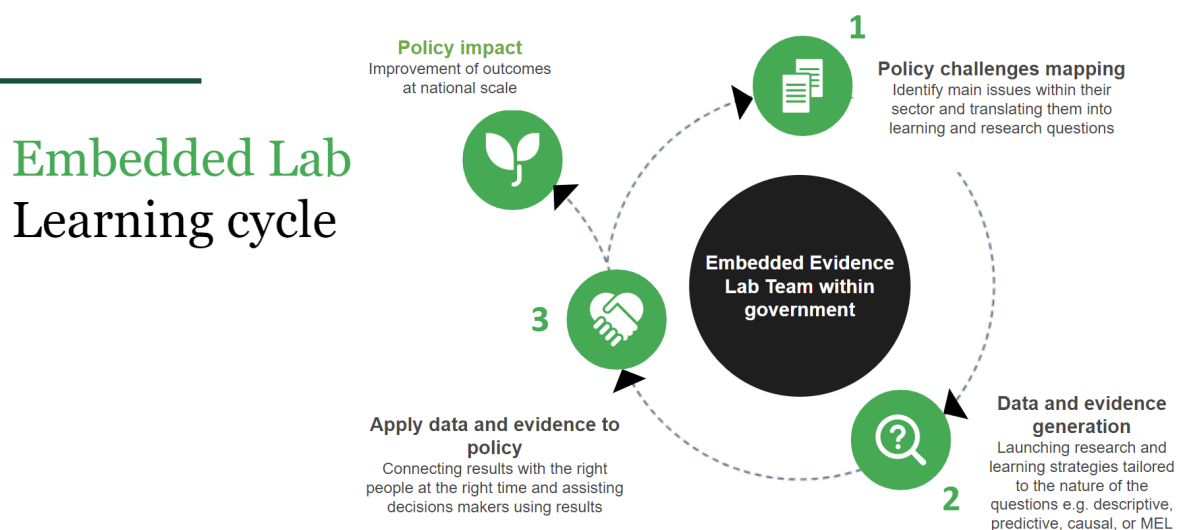 Embedded Lab
Learning cycle
Policy impact
Improvement of outcomes
at national scale
1
Policy challenges mapping
Identify main issues within their
sector and translating them into
learning and research questions
Embedded Evidence
Lab Team within
government
?
2
Data and evidence
generation
Launching research and
learning strategies tailored
to the nature of the
questions e.g. descriptive,
predictive, causal, or MEL
3
Apply data and evidence to
policy
Connecting results with the right
people at the right time and assisting
decisions makers using results